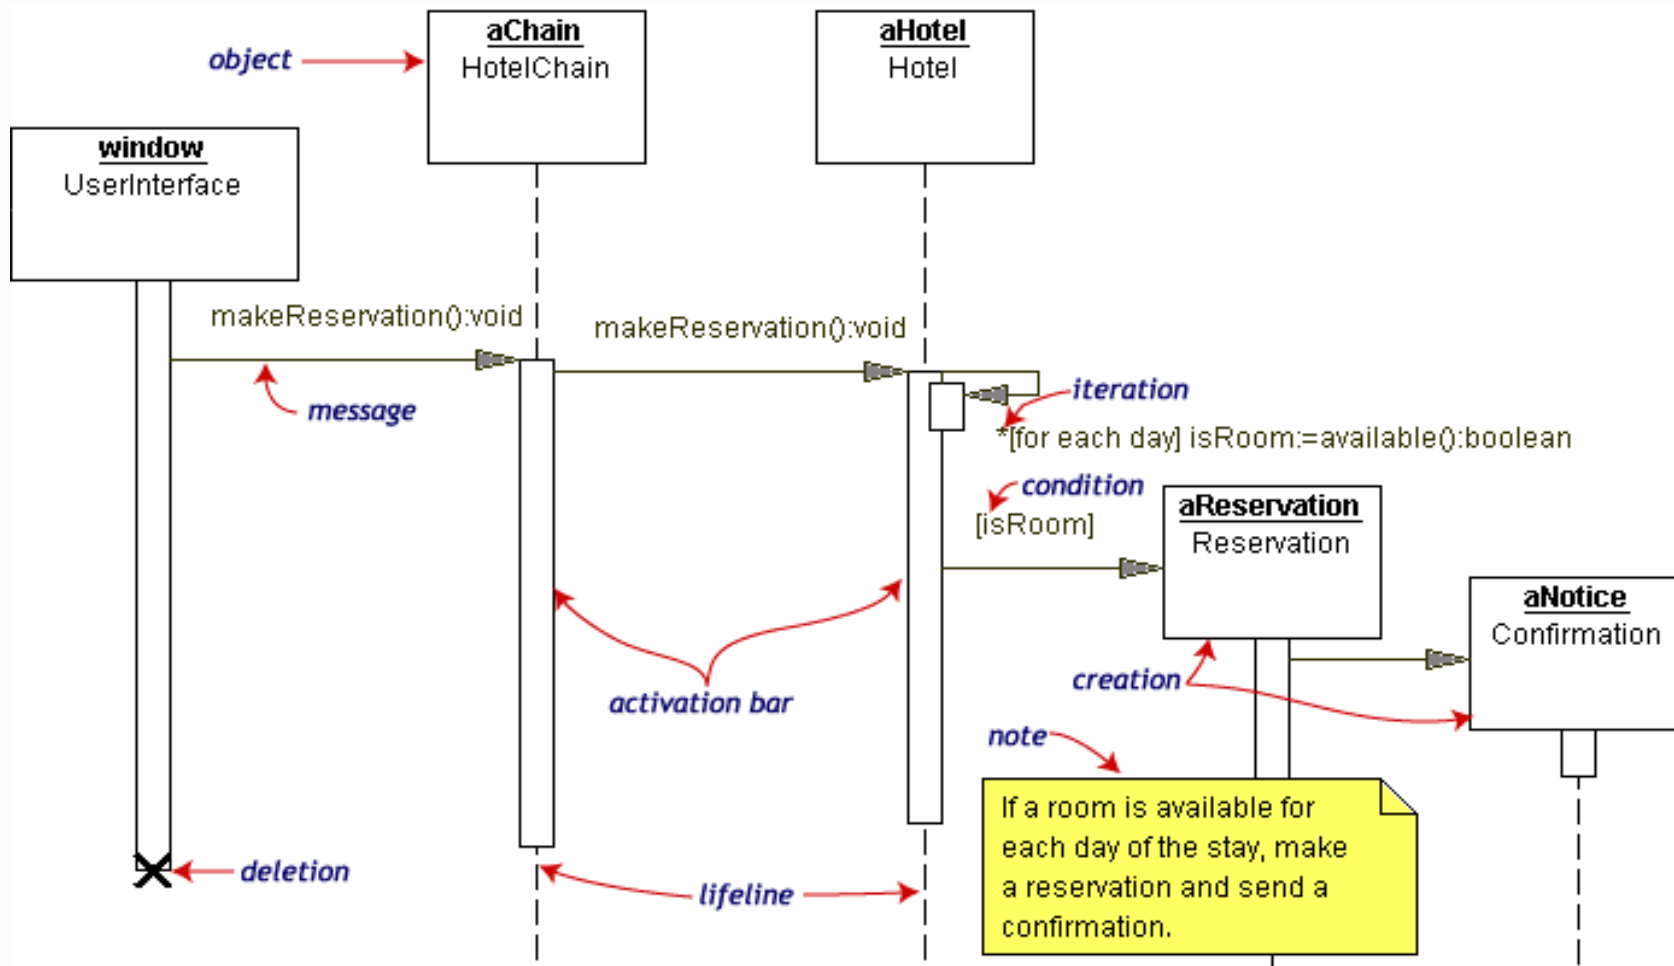 aChain
HotelChain
aHotel
Hotel
object
window
UserInterface
makeReservation():void
makeReservation():void
message
iteration
*[for each day] isRoom:=available():boolean
condition
[isRoom]
aReservation
Reservation
aNotice
Confirmation
activation bar
creation
note
If a room is available for
each day of the stay, make
a reservation and send a
confirmation.
deletion
lifeline